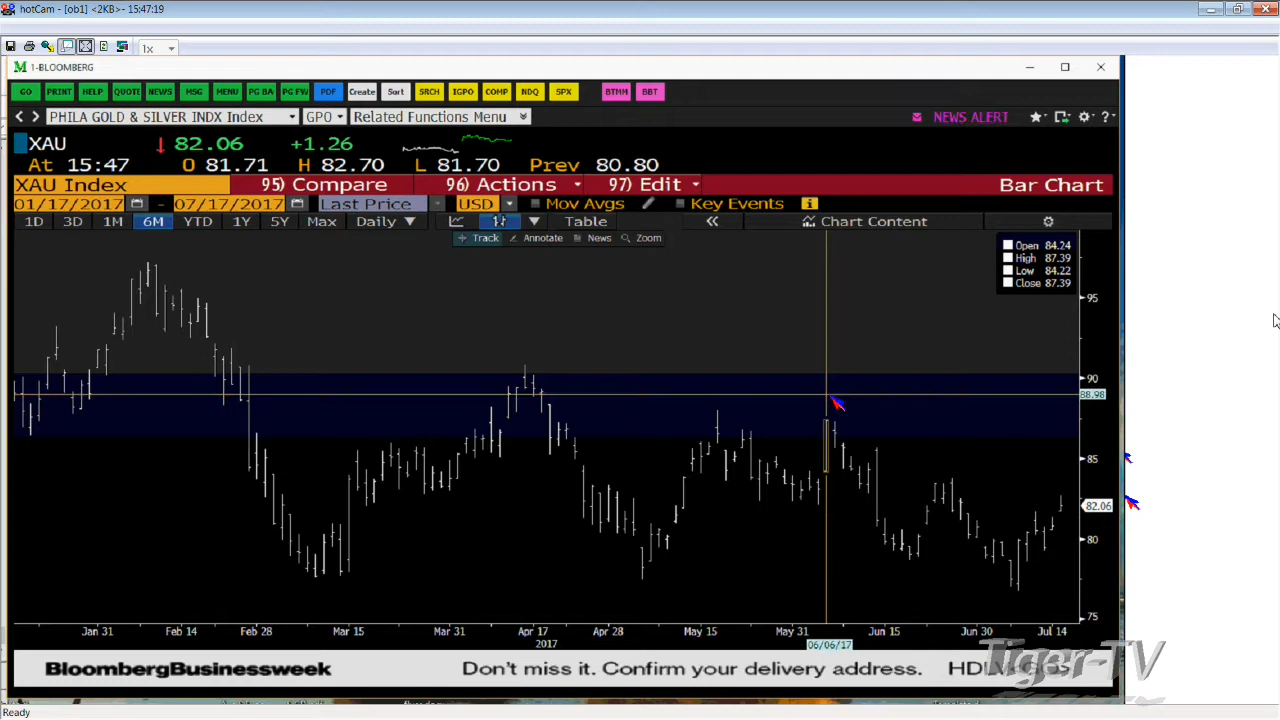 hotCam - [ob1] <2KB>- 15:47:19
1x
1-BLOOMBERG
GO PRINT HELP QUOTE NEWS MSG MENU PG BA PG FW PDF Create Sort SRCH IGPO COMP NDQ SPX BTMM BBT
PHILA GOLD & SILVER INDX Index GPO Related Functions Menu NEWS ALERT ?
XAU 82.06 +1.26
At 15:47 O 81.71 H 82.70 L 81.70 Prev 80.80
XAU Index 95) Compare 96) Actions 97) Edit Bar Chart
01/17/2017 - 07/17/2017 Last Price USD Mov Avgs Key Events i
1D 3D 1M 6M YTD 1Y 5Y Max Daily Table « Chart Content
Track Annotate News Zoom
Open 84.24
High 87.39
Low 84.22
Close 87.39
95
90
88.98
85
82.06
80
75
Jan 31 Feb 14 Feb 28 Mar 15 Mar 31 Apr 17 Apr 28 May 15 May 31 Jun 15 Jun 30 Jul 14
2017 06/06/17
BloombergBusinessweek Don't miss it. Confirm your delivery address.
Tiger-TV
Ready